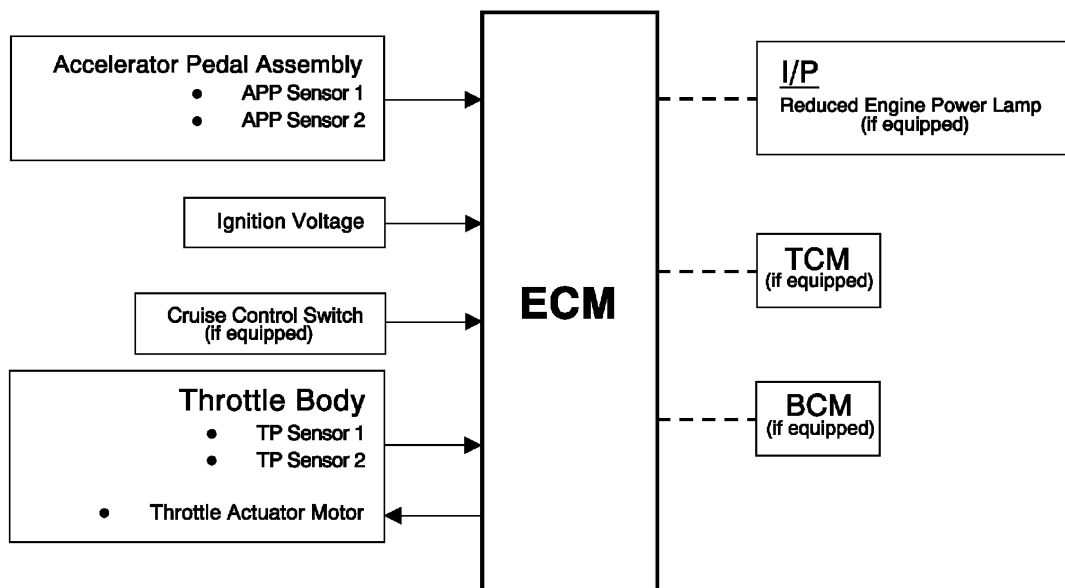 Accelerator Pedal Assembly
● APP Sensor 1
● APP Sensor 2
Ignition Voltage
Cruise Control Switch
(if equipped)
Throttle Body
● TP Sensor 1
● TP Sensor 2
● Throttle Actuator Motor
ECM
I/P
Reduced Engine Power Lamp
(if equipped)
TCM
(if equipped)
BCM
(if equipped)